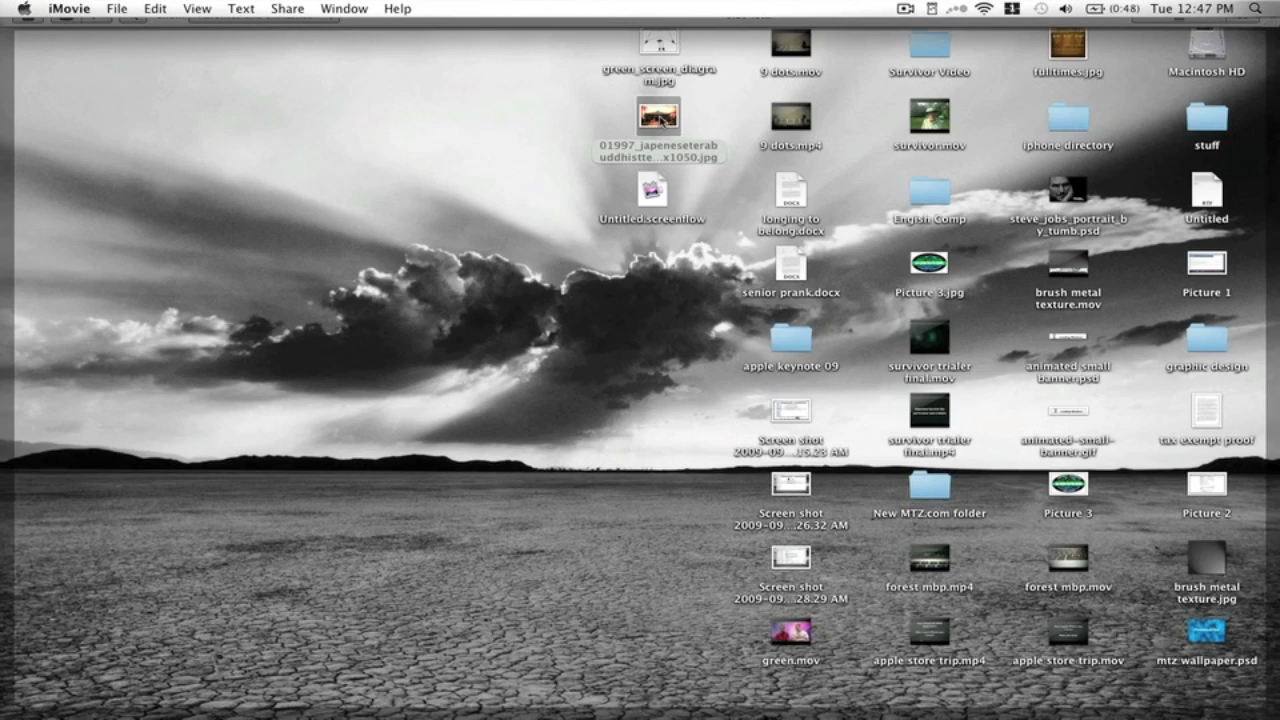 iMovie File Edit View Text Share Window Help (0:48) Tue 12:47 PM
green_screen_diagra
m.jpg
9 dots.mov
Survivor Video
fulltimes.jpg
Macintosh HD
01997_japeneseterab
uddhistte...x1050.jpg
9 dots.mp4
survivor.mov
iphone directory
stuff
Untitled.screenflow
longing to
belong.docx
Engish Comp
steve_jobs_portrait_b
y_tumb.psd
Untitled
senior prank.docx
Picture 3.jpg
brush metal
texture.mov
Picture 1
apple keynote 09
survivor trialer
final.mov
animated small
banner.psd
graphic design
Screen shot
2009-09....15.23 AM
survivor trialer
final.mp4
animated-small-
banner.gif
tax exempt proof
Screen shot
2009-09....26.32 AM
New MTZ.com folder
Picture 3
Picture 2
Screen shot
2009-09...28.29 AM
forest mbp.mp4
forest mbp.mov
brush metal
texture.jpg
green.mov
apple store trip.mp4
apple store trip.mov
mtz wallpaper.psd